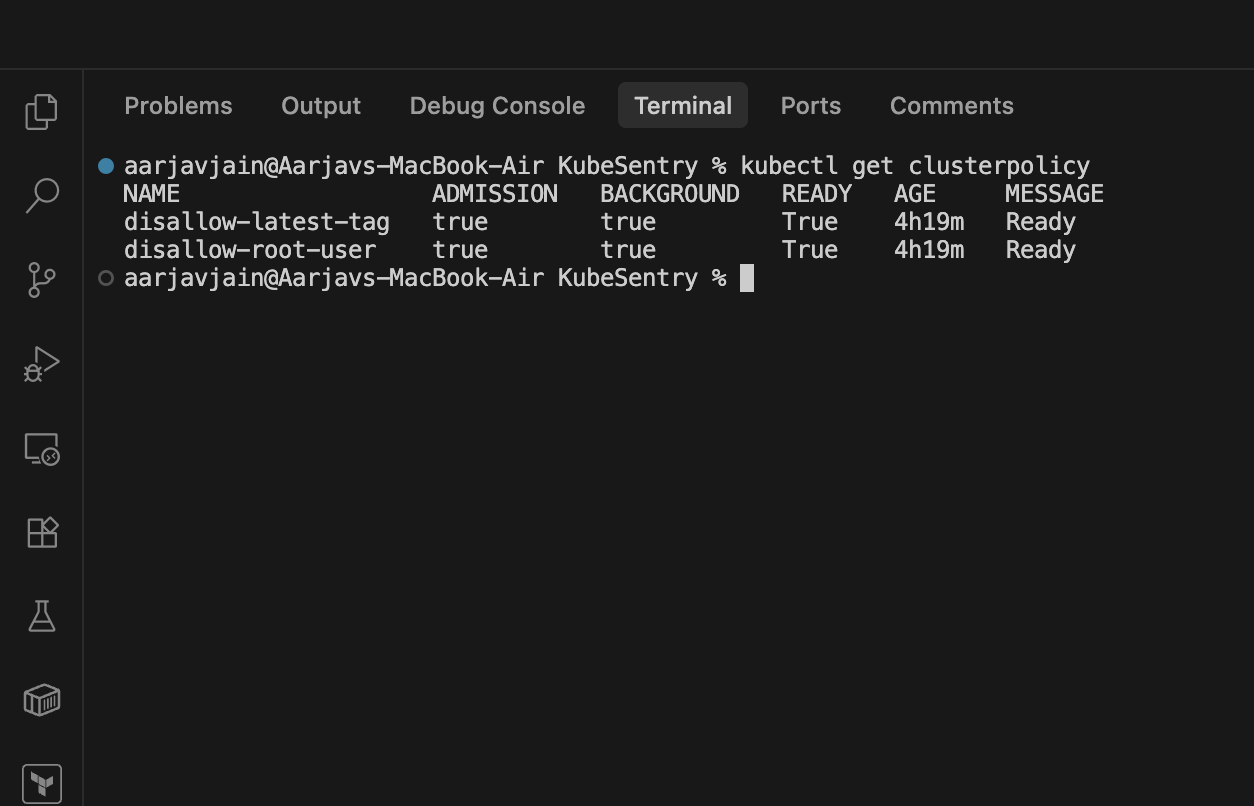 Problems Output Debug Console Terminal Ports Comments
aarjavjain@Aarjavs-MacBook-Air KubeSentry % kubectl get clusterpolicy
NAME ADMISSION BACKGROUND READY AGE MESSAGE
disallow-latest-tag true true True 4h19m Ready
disallow-root-user true true True 4h19m Ready
aarjavjain@Aarjavs-MacBook-Air KubeSentry %